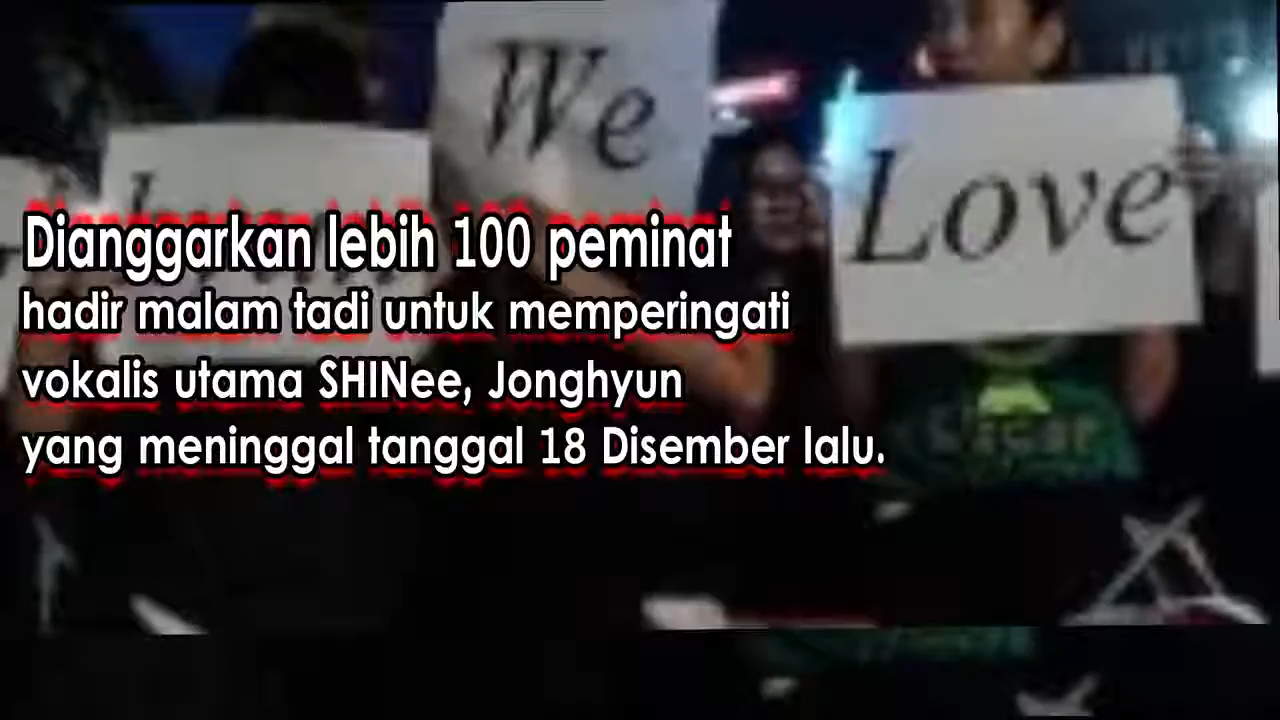 We
Love
Dianggarkan lebih 100 peminat
hadir malam tadi untuk memperingati
vokalis utama SHINee, Jonghyun
yang meninggal tanggal 18 Disember lalu.